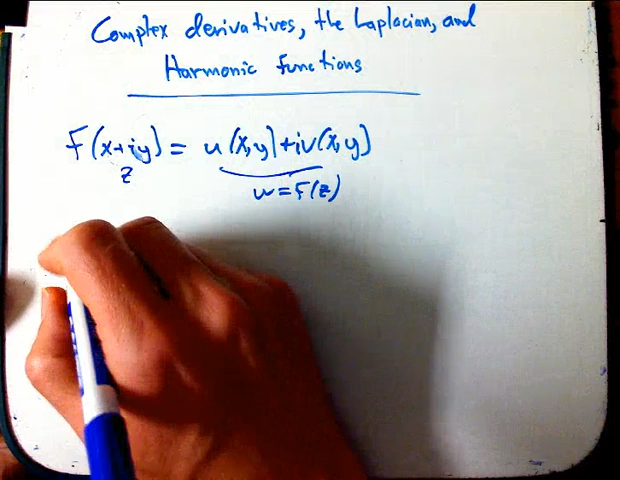 Complex derivatives, the Laplacian, and
Harmonic functions
f(x+iy) = u(x,y)+iv(x,y)
z
w=f(z)